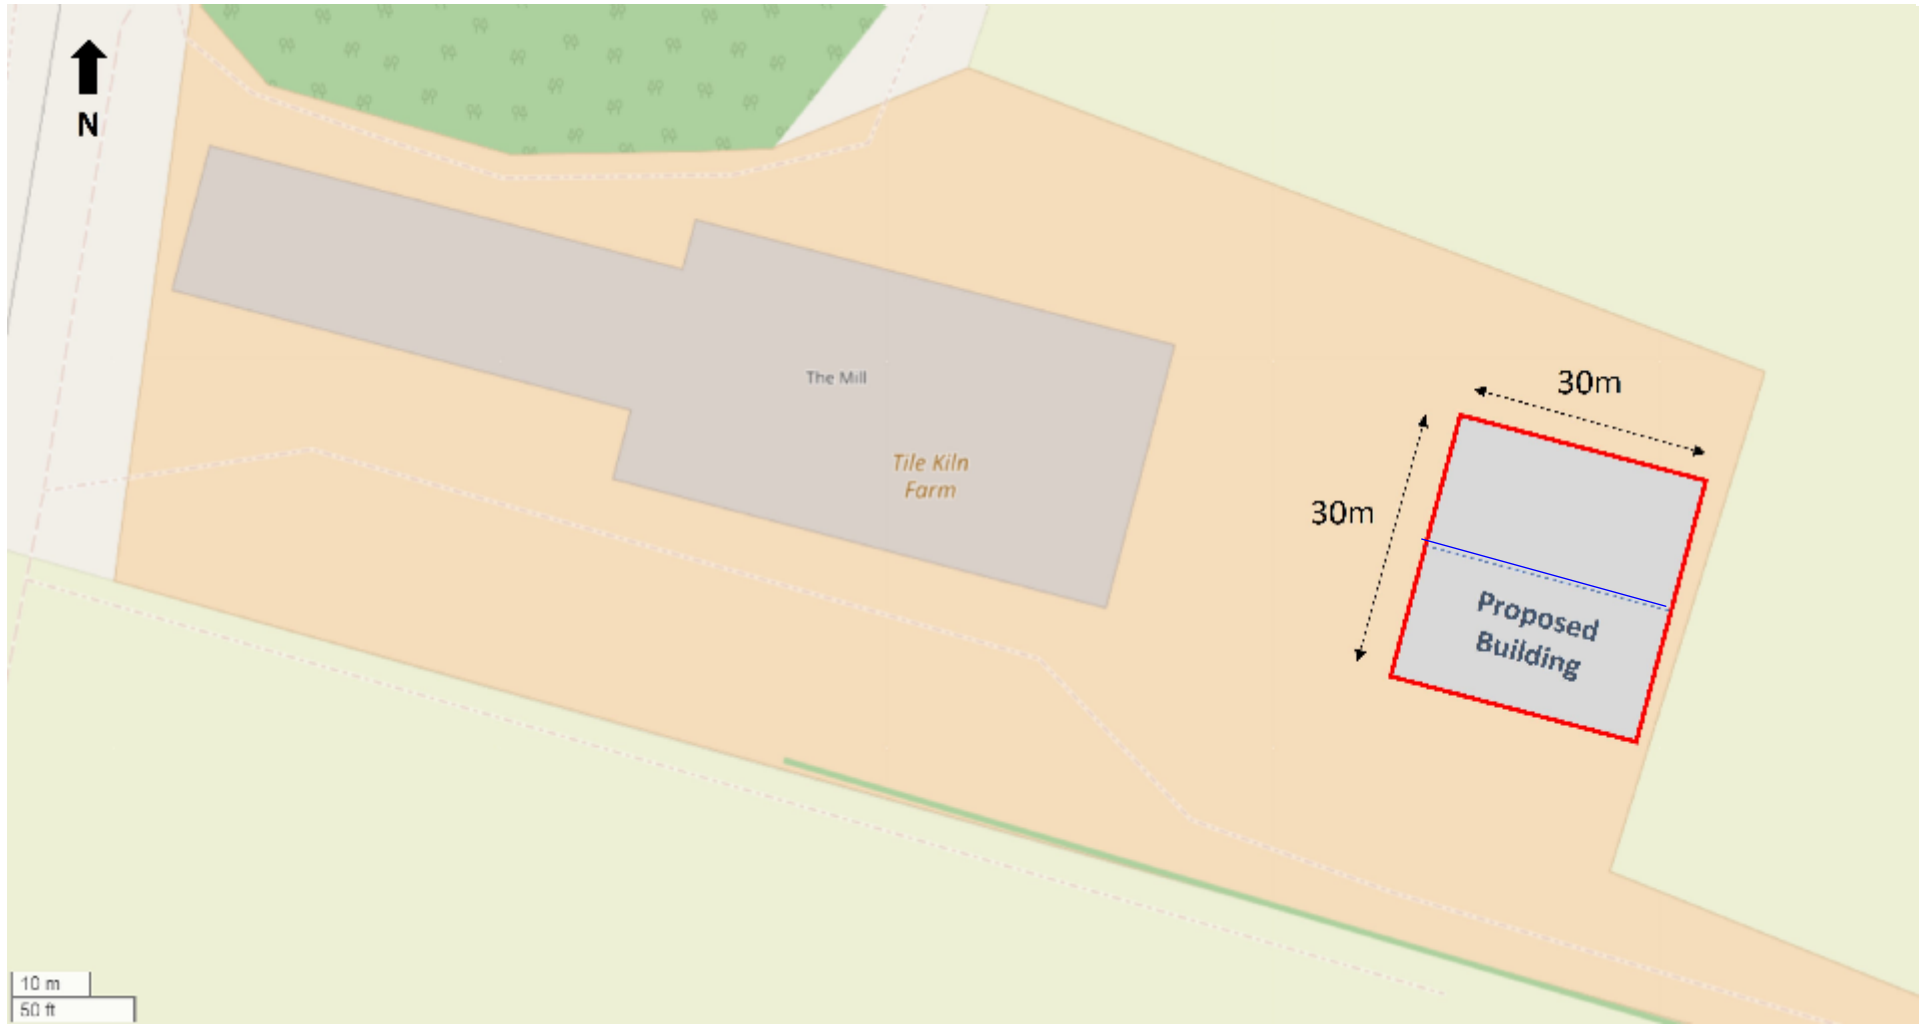 N
30m
The Mill
Tile Kiln
Farm
30m
Proposed
Building
10 m
50 ft